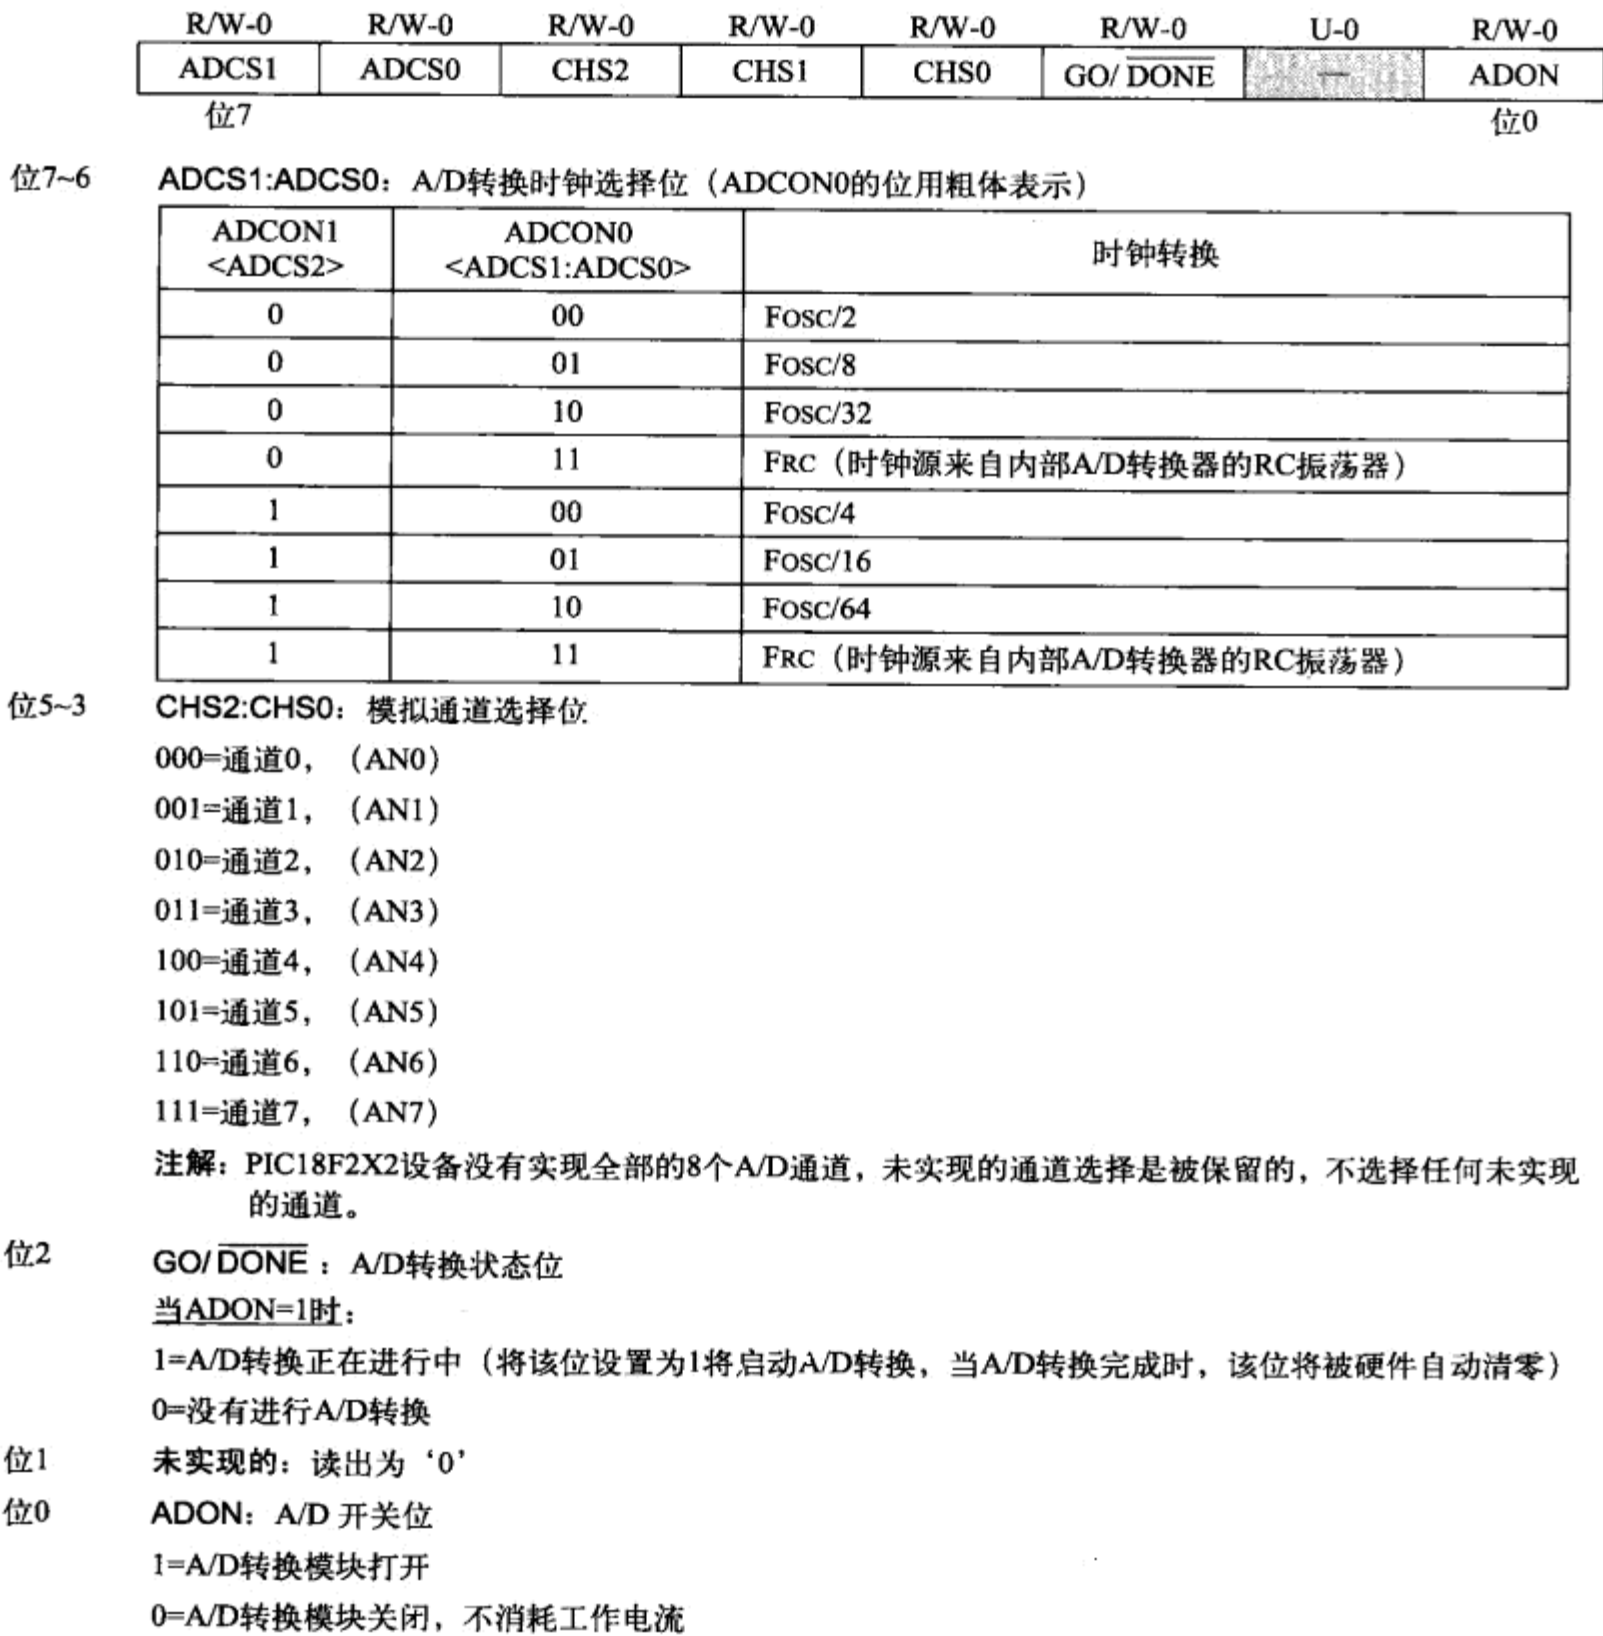 R/W-0 R/W-0 R/W-0 R/W-0 R/W-0 R/W-0 U-0 R/W-0
ADCS1 ADCS0 CHS2 CHS1 CHS0 GO/DONE — ADON
位7 位0
位7~6 ADCS1:ADCS0：A/D转换时钟选择位（ADCON0的位用粗体表示）
ADCON1 ADCON0 时钟转换
<ADCS2> <ADCS1:ADCS0>
0 00 FOSC/2
0 01 FOSC/8
0 10 FOSC/32
0 11 FRC（时钟源来自内部A/D转换器的RC振荡器）
1 00 FOSC/4
1 01 FOSC/16
1 10 FOSC/64
1 11 FRC（时钟源来自内部A/D转换器的RC振荡器）
位5~3 CHS2:CHS0：模拟通道选择位
000=通道0，（AN0）
001=通道1，（AN1）
010=通道2，（AN2）
011=通道3，（AN3）
100=通道4，（AN4）
101=通道5，（AN5）
110=通道6，（AN6）
111=通道7，（AN7）
注解：PIC18F2X2设备没有实现全部的8个A/D通道，未实现的通道选择是被保留的，不选择任何未实现
的通道。
位2 GO/DONE：A/D转换状态位
当ADON=1时：
1=A/D转换正在进行中（将该位设置为1将启动A/D转换，当A/D转换完成时，该位将被硬件自动清零）
0=没有进行A/D转换
位1 未实现的：读出为‘0’
位0 ADON：A/D 开关位
1=A/D转换模块打开
0=A/D转换模块关闭，不消耗工作电流